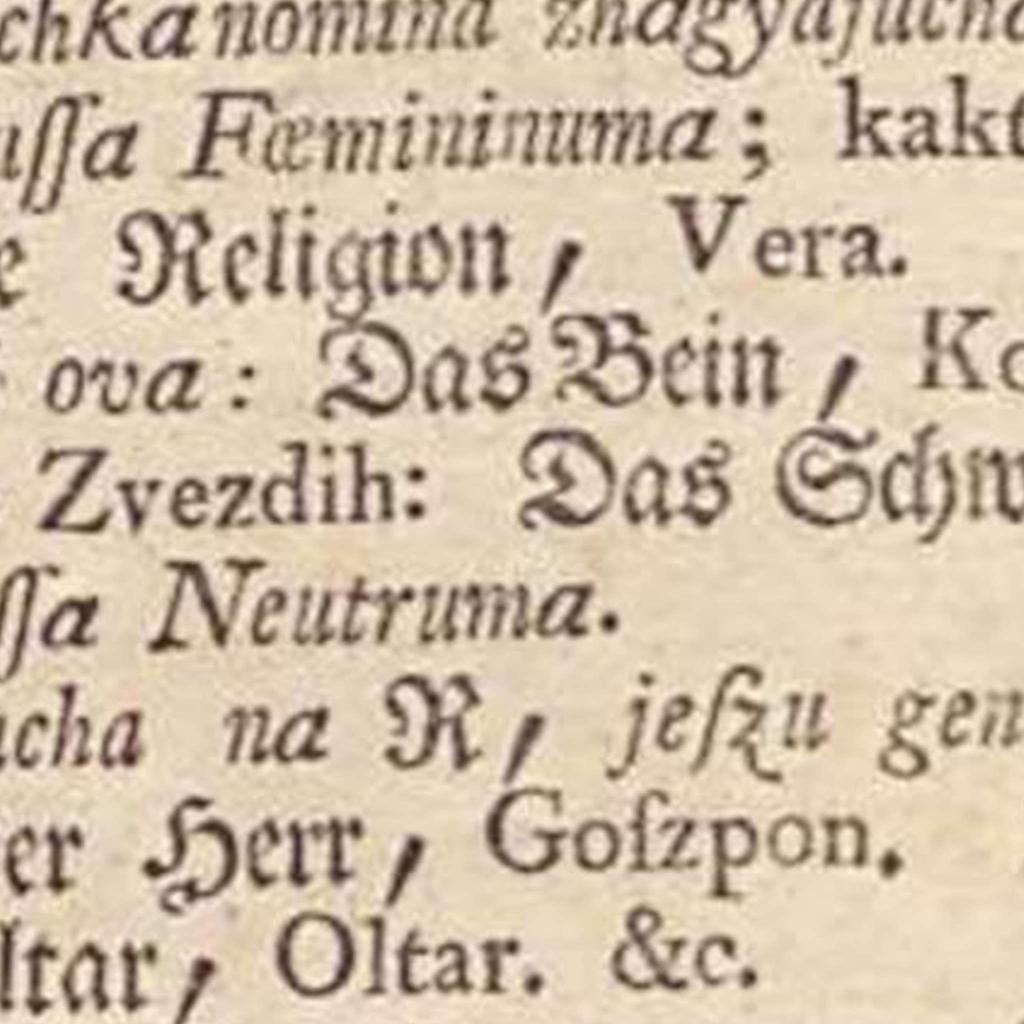 chka nomina znagyajucha
uſſa Fœmininuma; kak
e Religion, Vera.
ova: Das Bein, Ko
Zvezdih: Das Schw
ſſa Neutruma.
ucha na R, jeſzu gen
er Herr, Goſzpon.
ltar, Oltar. &c.